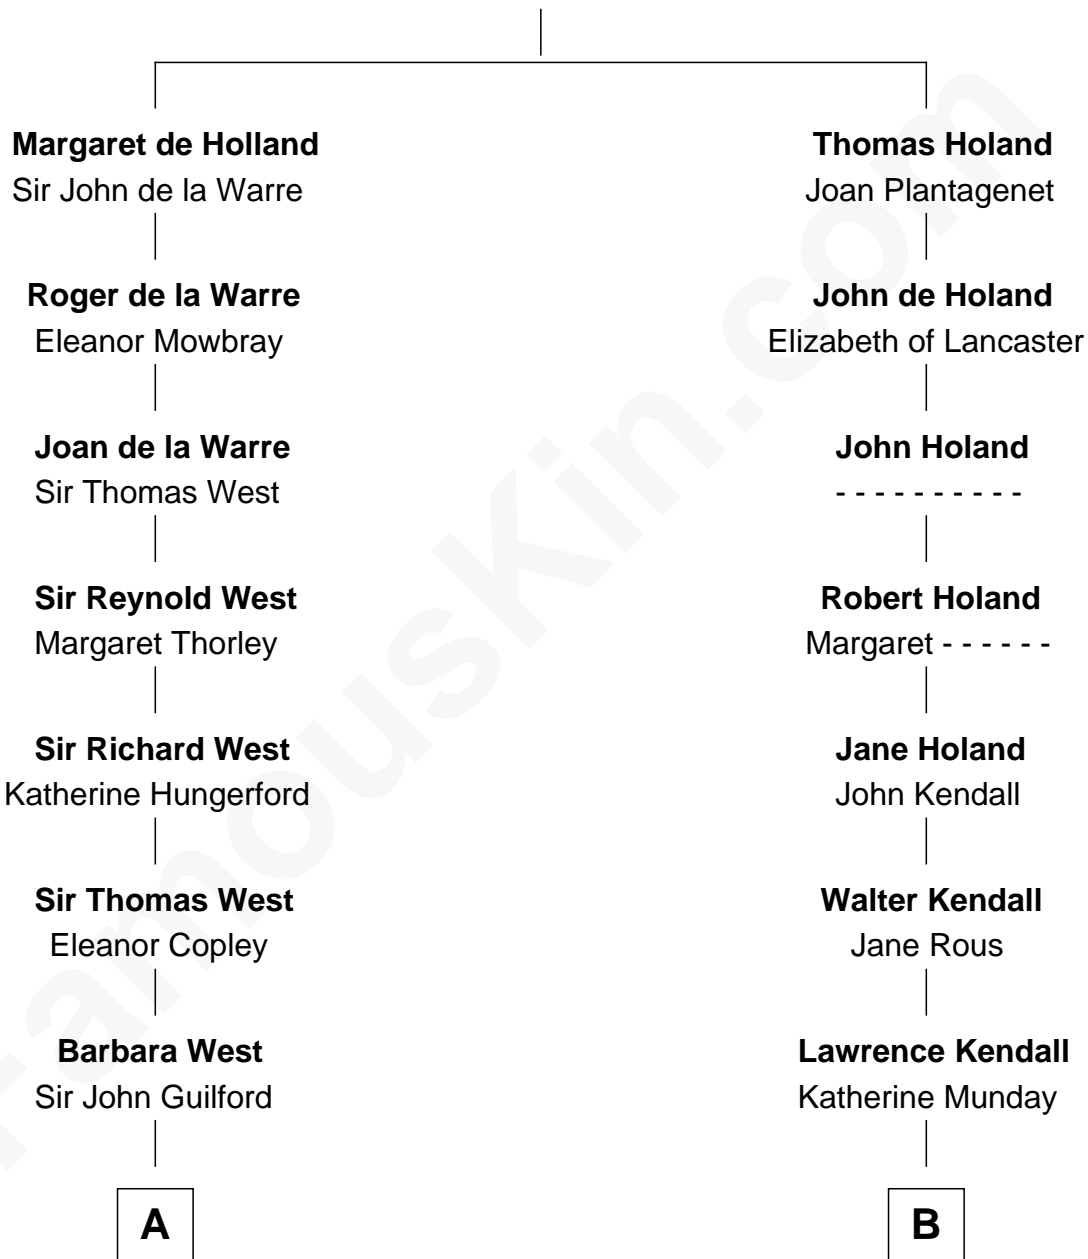 Margaret de Holland
Sir John de la Warre
Thomas Holand
Joan Plantagenet
Roger de la Warre
Eleanor Mowbray
John de Holand
Elizabeth of Lancaster
Joan de la Warre
Sir Thomas West
John Holand
- - - - - - - - - -
Sir Reynold West
Margaret Thorley
Robert Holand
Margaret - - - - - -
Sir Richard West
Katherine Hungerford
Jane Holand
John Kendall
Sir Thomas West
Eleanor Copley
Walter Kendall
Jane Rous
Barbara West
Sir John Guilford
Lawrence Kendall
Katherine Munday
A
B
FamousKin.com